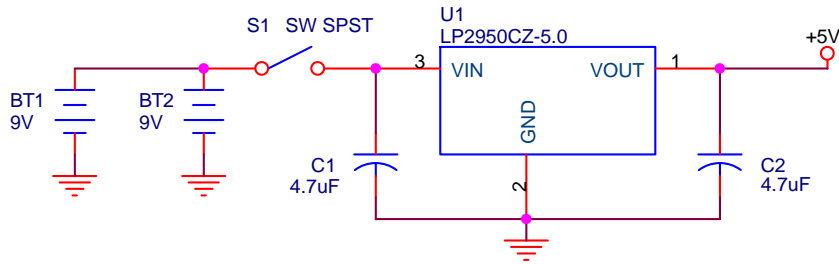 S1 SW SPST
U1
LP2950CZ-5.0
+5V
3
VIN
VOUT
1
BT1
9V
BT2
9V
GND
2
C1
4.7uF
C2
4.7uF